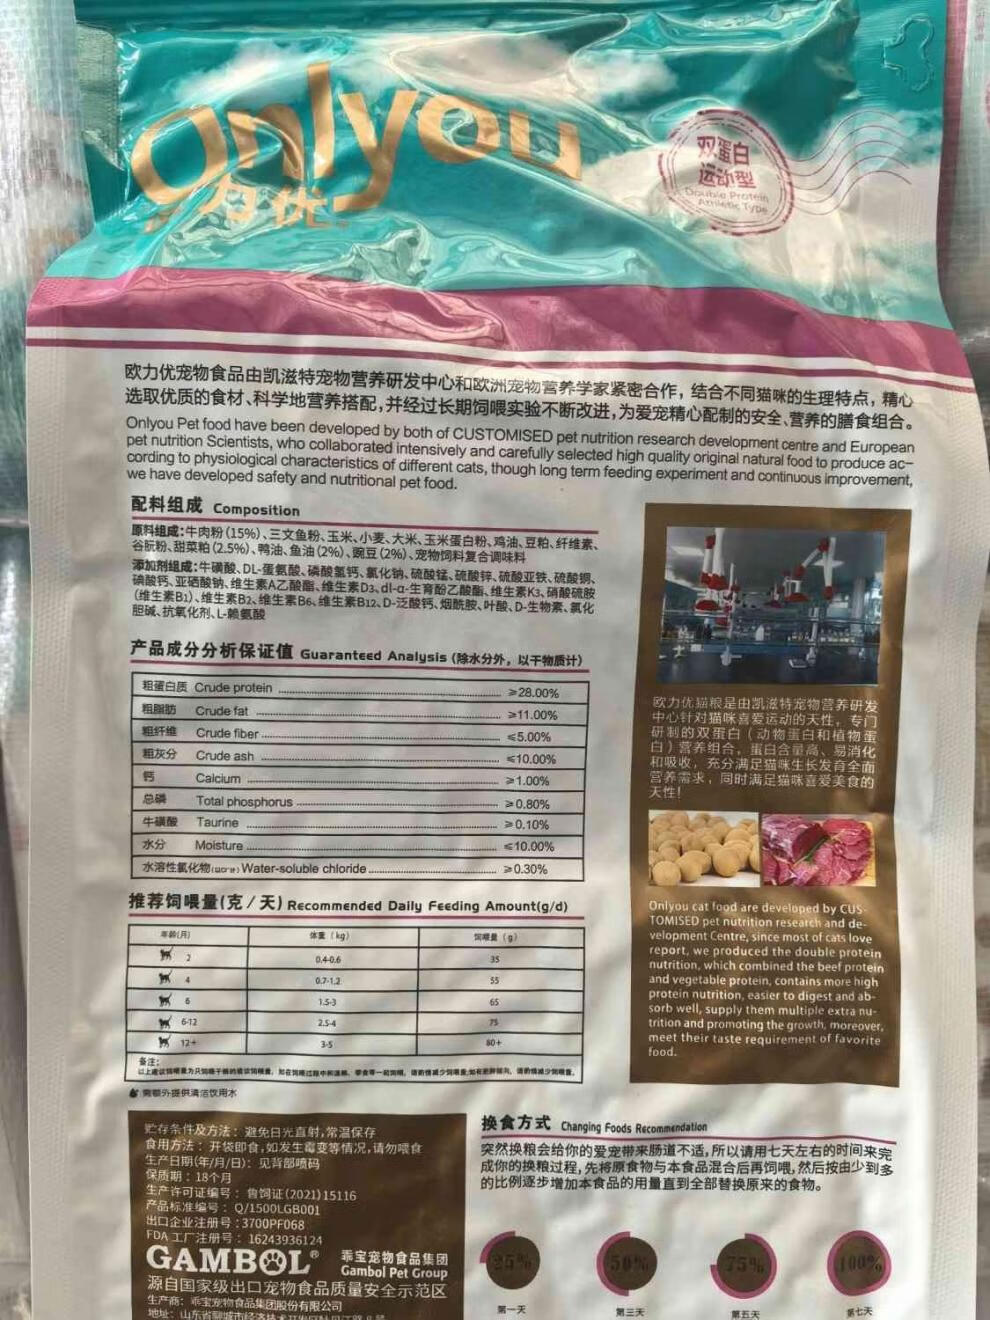 Onlyou
力优
双蛋白
运动型
Double Protein
Athletic Type
欧力优宠物食品由凯滋特宠物营养研发中心和欧洲宠物营养学家紧密合作，结合不同猫咪的生理特点，精心
选取优质的食材、科学地营养搭配，并经过长期饲喂实验不断改进，为爱宠精心配制的安全、营养的膳食组合。
Onlyou Pet food have been developed by both of CUSTOMISED pet nutrition research development centre and European
pet nutrition Scientists, who collaborated intensively and carefully selected high quality original natural food to produce ac-
cording to physiological characteristics of different cats, though long term feeding experiment and continuous improvement,
we have developed safety and nutritional pet food.
配料组成 Composition
原料组成：牛肉粉（15%）、三文鱼粉、玉米、小麦、大米、玉米蛋白粉、鸡油、豆粕、纤维素、
谷朊粉、甜菜粕（2.5%）、鸭油、鱼油（2%）、豌豆（2%）、宠物饲料复合调味料
添加剂组成：牛磺酸、DL-蛋氨酸、磷酸氢钙、氯化钠、硫酸锰、硫酸锌、硫酸亚铁、硫酸铜、
碘酸钙、亚硒酸钠、维生素A乙酸酯、维生素D3、dl-α-生育酚乙酸酯、维生素K3、硝酸硫胺
（维生素B1）、维生素B2、维生素B6、维生素B12、D-泛酸钙、烟酰胺、叶酸、D-生物素、氯化
胆碱、抗氧化剂、L-赖氨酸
产品成分分析保证值 Guaranteed Analysis（除水分外，以干物质计）
粗蛋白质 Crude protein ≥28.00%
粗脂肪 Crude fat ≥11.00%
粗纤维 Crude fiber ≤5.00%
粗灰分 Crude ash ≤10.00%
钙 Calcium ≥1.00%
总磷 Total phosphorus ≥0.80%
牛磺酸 Taurine ≥0.10%
水分 Moisture ≤10.00%
水溶性氯化物 Water-soluble chloride ≥0.30%
推荐饲喂量（克／天）Recommended Daily Feeding Amount(g/d)
年龄(月) 体重（kg） 饲喂量（g）
2 0.4-0.6 35
4 0.7-1.2 55
6 1.5-3 65
6-12 2.5-4 75
12+ 3-5 80+
备注：
需额外提供清洁饮用水
欧力优猫粮是由凯滋特宠物营养研发
中心针对猫咪喜爱运动的天性，专门
研制的双蛋白（动物蛋白和植物蛋
白）营养组合，蛋白含量高、易消化
和吸收，充分满足猫咪生长发育全面
营养需求，同时满足猫咪喜爱美食的
天性！
Onlyou cat food are developed by CUS-
TOMISED pet nutrition research and de-
velopment Centre, since most of cats love
report, we produced the double protein
nutrition, which combined the beef protein
and vegetable protein, contains more high
protein nutrition, easier to digest and ab-
sorb well, supply them multiple extra nu-
trition and promoting the growth, moreover,
meet their taste requirement of favorite
food.
贮存条件及方法：避免日光直射，常温保存
食用方法：开袋即食，如发生霉变等情况，请勿喂食
生产日期(年/月/日)：见背部喷码
保质期：18个月
生产许可证编号：鲁饲证（2021）15116
产品标准编号：Q/1500LGB001
出口企业注册号：3700PF068
FDA 工厂注册号：16243936124
GAMBOL® 乖宝宠物食品集团
Gambol Pet Group
源自国家级出口宠物食品质量安全示范区
生产商：乖宝宠物食品集团股份有限公司
地址：山东省聊城市经济技术开发区
换食方式 Changing Foods Recommendation
突然换粮会给你的爱宠带来肠道不适，所以请用七天左右的时间来完
成你的换粮过程，先将原食物与本食品混合后再饲喂，然后按由少到多
的比例逐步增加本食品的用量直到全部替换原来的食物。
25% 50% 75% 100%
第一天 第三天 第五天 第七天